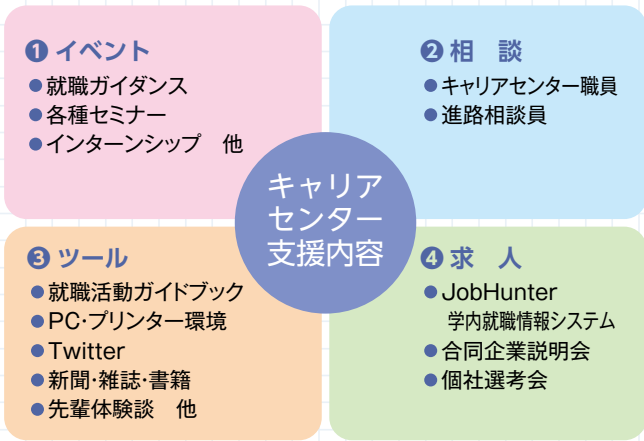 ❶ イベント
●就職ガイダンス
●各種セミナー
●インターンシップ　他
❷ 相　談
●キャリアセンター職員
●進路相談員
キャリア
センター
支援内容
❸ ツール
●就職活動ガイドブック
●PC・プリンター環境
●Twitter
●新聞・雑誌・書籍
●先輩体験談　他
❹ 求　人
●JobHunter
学内就職情報システム
●合同企業説明会
●個社選考会